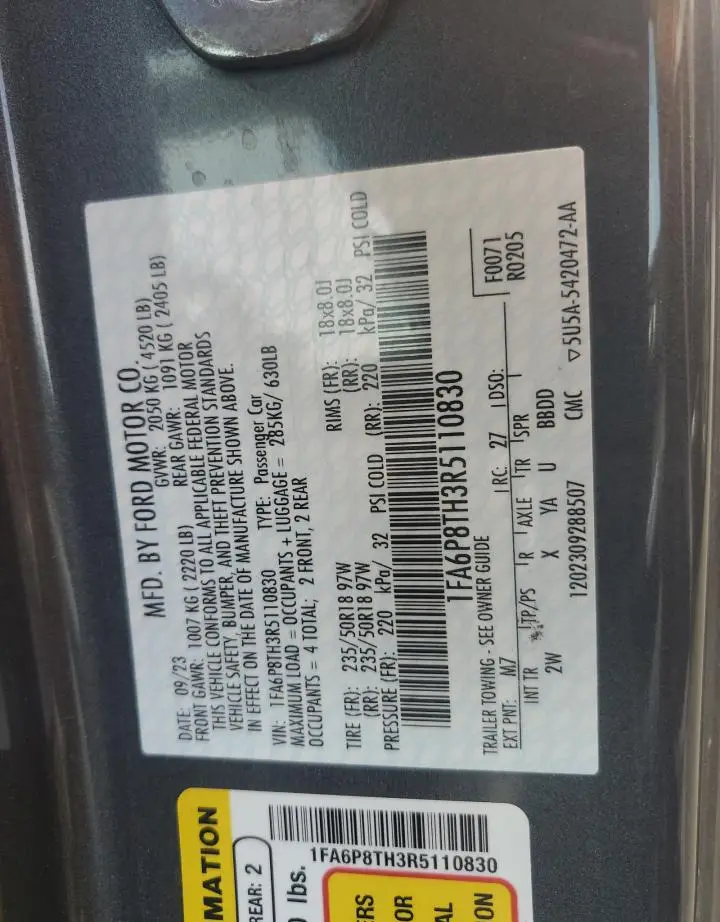 MFD. BY FORD MOTOR CO.
DATE: 09/23 GVWR: 2050 KG ( 4520 LB)
FRONT GAWR: 1007 KG ( 2220 LB) REAR GAWR: 1091 KG ( 2405 LB)
THIS VEHICLE CONFORMS TO ALL APPLICABLE FEDERAL MOTOR
VEHICLE SAFETY, BUMPER, AND THEFT PREVENTION STANDARDS
IN EFFECT ON THE DATE OF MANUFACTURE SHOWN ABOVE.
VIN: 1FA6P8TH3R5110830 TYPE: Passenger Car
MAXIMUM LOAD = OCCUPANTS + LUGGAGE = 285KG/ 630LB
OCCUPANTS = 4 TOTAL; 2 FRONT, 2 REAR
TIRE (FR): 235/50R18 97W RIMS (FR): 18x8.0J
(RR): 235/50R18 97W (RR): 18x8.0J
PRESSURE (FR): 220 kPa/ 32 PSI COLD (RR): 220 kPa/ 32 PSI COLD
1FA6P8TH3R5110830
TRAILER TOWING - SEE OWNER GUIDE
F0071
EXT PNT: M7 RC: 27 DSO: R0205
INT TR TP/PS R AXLE TR SPR
2W X YA U BBDD
1202309288507 CMC ▽5U5A-5420472-AA
MATION
REAR: 2
lbs.
1FA6P8TH3R5110830
ERS
OR
AL
ON